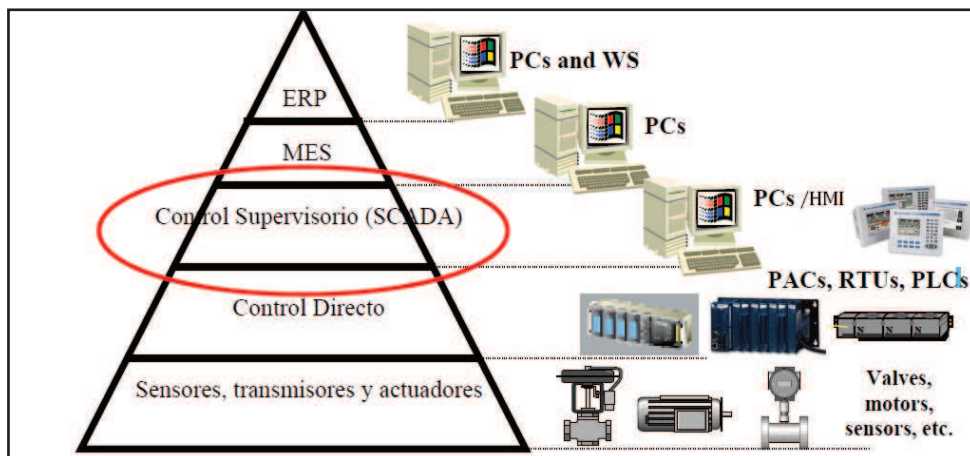 ERP
PCs and WS
MES
PCs
Control Supervisorio (SCADA)
PCs /HMI
PACs, RTUs, PLCs
Control Directo
N N N
Sensores, transmisores y actuadores
Valves,
motors,
sensors, etc.